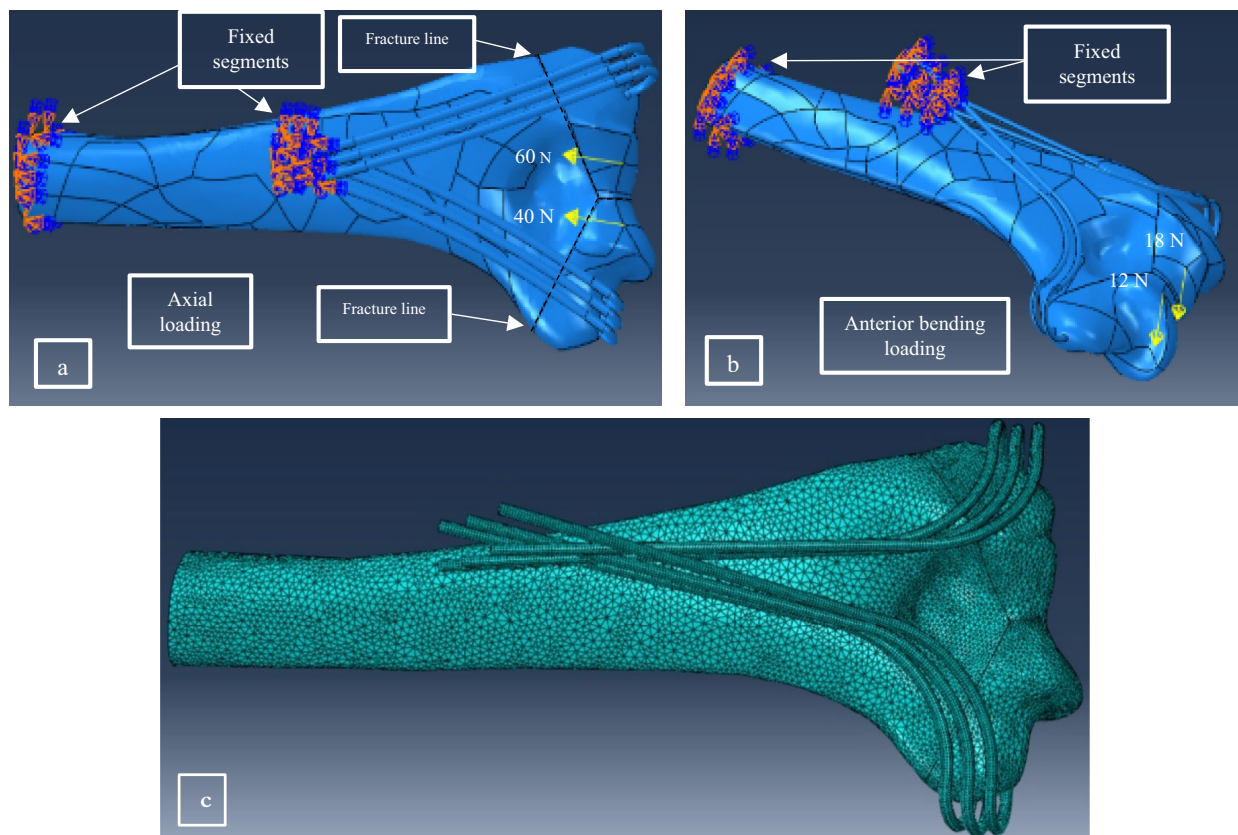 Fixed
segments
Fracture line
60 N
40 N
Axial
loading
Fracture line
a
Fixed
segments
18 N
12 N
Anterior bending
loading
b
c